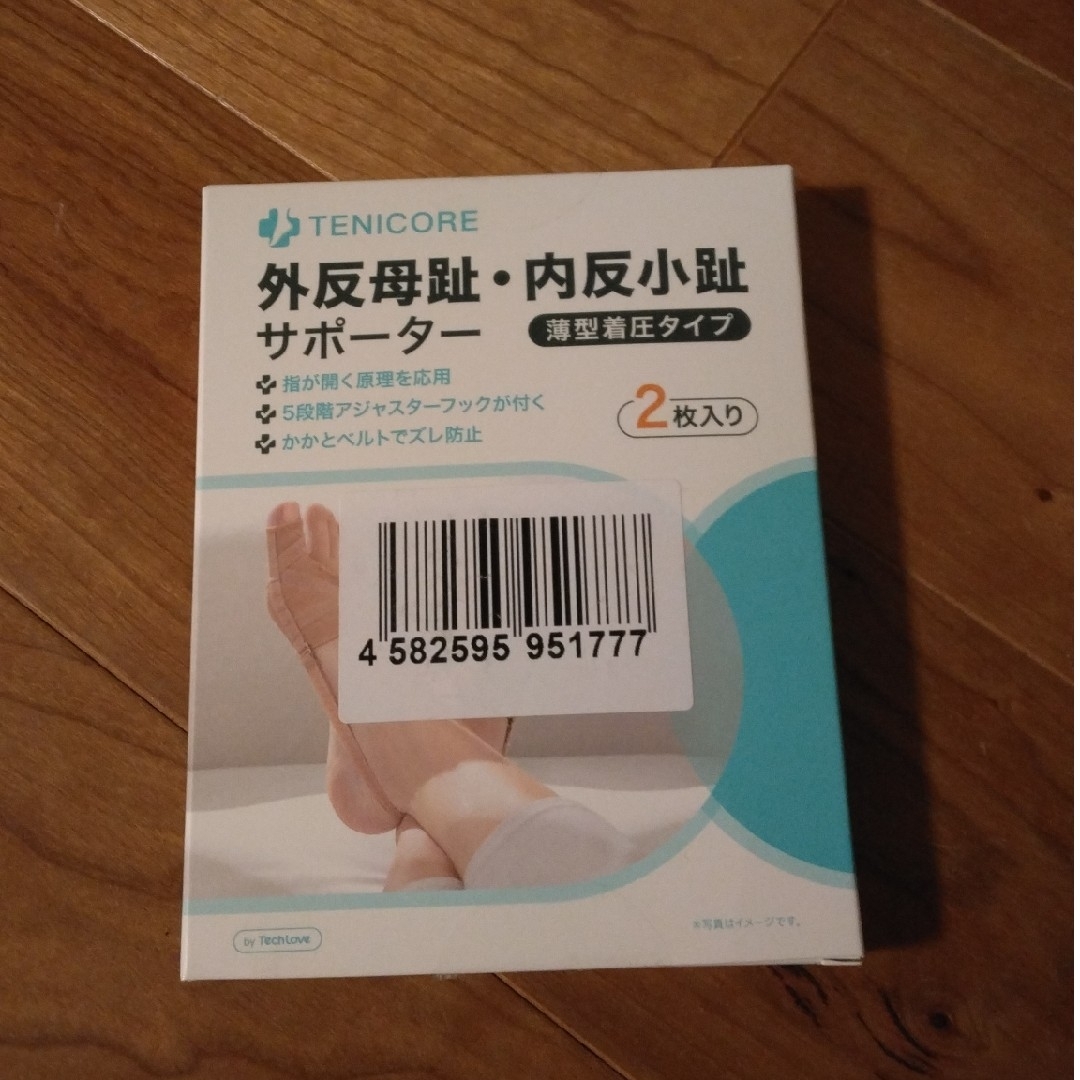 TENICORE
外反母趾・内反小趾
サポーター 薄型着圧タイプ
指が開く原理を応用
5段階アジャスターフックが付く
かかとベルトでズレ防止
2枚入り
4 582595 951777
by TechLove
※写真はイメージです。